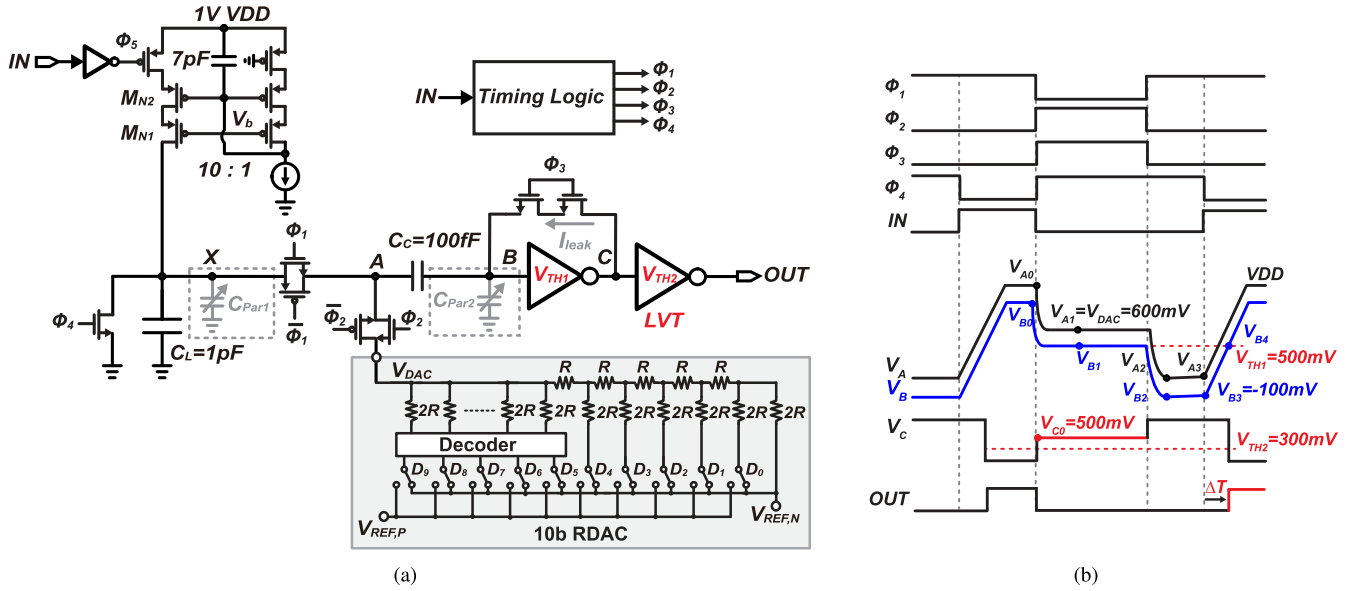 1V VDD
IN
Φ5
7pF
MN2
Vb
MN1
10 : 1
IN
Timing Logic
Φ1
Φ2
Φ3
Φ4
Φ3
Ileak
X
Φ1
CPar1
Φ̅1
A
CC=100fF
B
VTH1
C
VTH2
OUT
LVT
CPar2
Φ4
CL=1pF
Φ̅2
Φ2
VDAC
R R R R R
2R 2R 2R 2R 2R 2R 2R 2R 2R 2R
Decoder
D9 D8 D7 D6 D5 D4 D3 D2 D1 D0
VREF,P
VREF,N
10b RDAC
(a)
Φ1
Φ2
Φ3
Φ4
IN
VA0
VDD
VA1=VDAC=600mV
VB0
VB4
VB1
VA2
VA3
VTH1=500mV
VA
VB
VB2
VB3=-100mV
VC
VC0=500mV
VTH2=300mV
ΔT
OUT
(b)